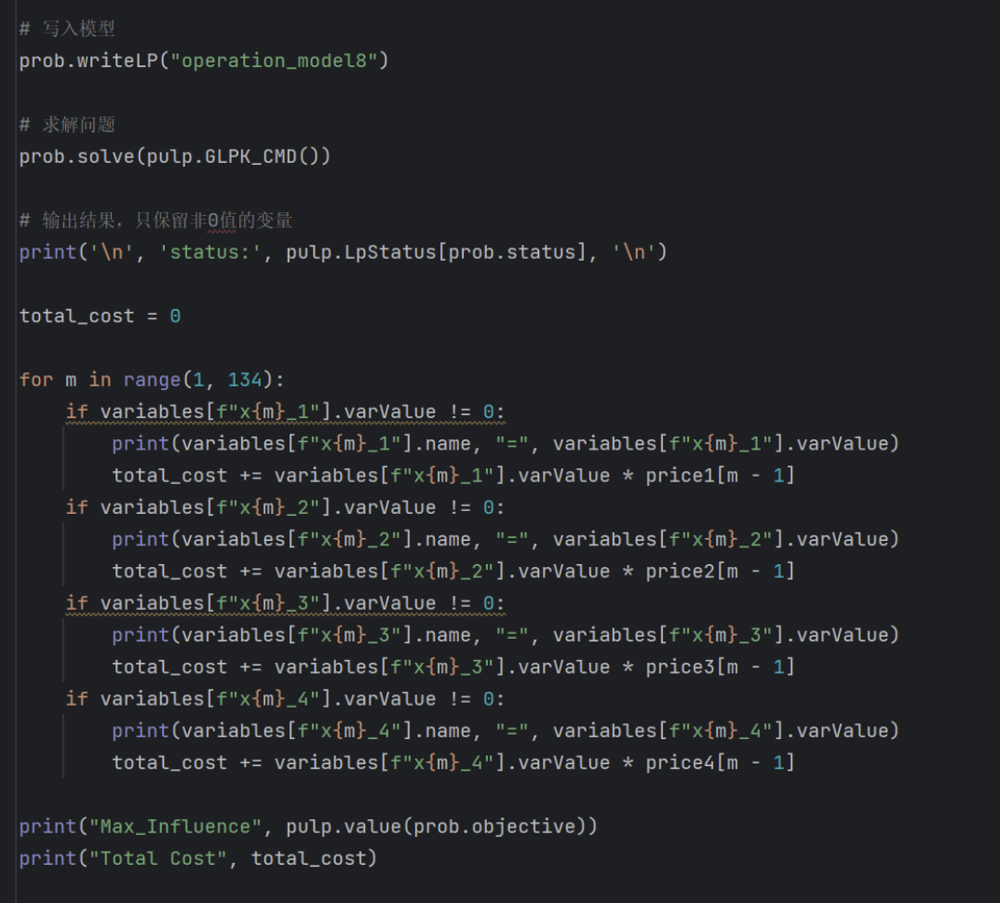 # 写入模型
prob.writeLP("operation_model8")
# 求解问题
prob.solve(pulp.GLPK_CMD())
# 输出结果，只保留非0值的变量
print('\n', 'status:', pulp.LpStatus[prob.status], '\n')
total_cost = 0
for m in range(1, 134):
    if variables[f"x{m}_1"].varValue != 0:
        print(variables[f"x{m}_1"].name, "=", variables[f"x{m}_1"].varValue)
        total_cost += variables[f"x{m}_1"].varValue * price1[m - 1]
    if variables[f"x{m}_2"].varValue != 0:
        print(variables[f"x{m}_2"].name, "=", variables[f"x{m}_2"].varValue)
        total_cost += variables[f"x{m}_2"].varValue * price2[m - 1]
    if variables[f"x{m}_3"].varValue != 0:
        print(variables[f"x{m}_3"].name, "=", variables[f"x{m}_3"].varValue)
        total_cost += variables[f"x{m}_3"].varValue * price3[m - 1]
    if variables[f"x{m}_4"].varValue != 0:
        print(variables[f"x{m}_4"].name, "=", variables[f"x{m}_4"].varValue)
        total_cost += variables[f"x{m}_4"].varValue * price4[m - 1]
print("Max_Influence", pulp.value(prob.objective))
print("Total Cost", total_cost)